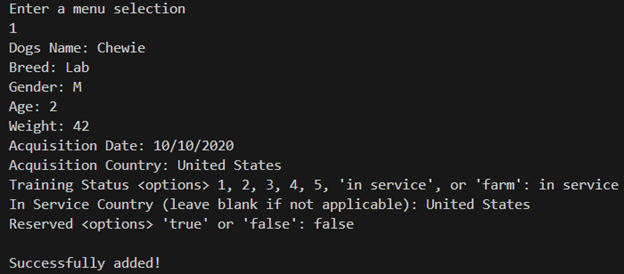 Enter a menu selection
1
Dogs Name: Chewie
Breed: Lab
Gender: M
Age: 2
Weight: 42
Acquisition Date: 10/10/2020
Acquisition Country: United States
Training Status <options> 1, 2, 3, 4, 5, 'in service', or 'farm': in service
In Service Country (leave blank if not applicable): United States
Reserved <options> 'true' or 'false': false
Successfully added!